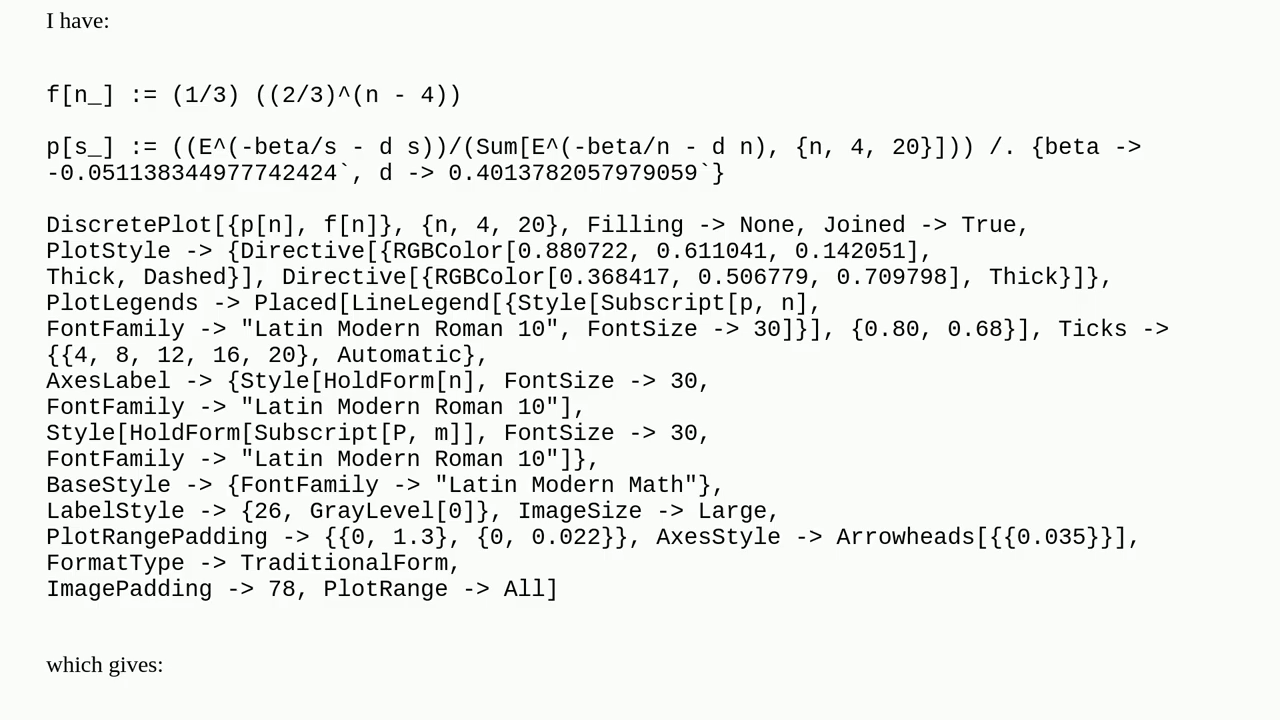 I have:
f[n_] := (1/3) ((2/3)^(n - 4))
p[s_] := ((E^(-beta/s - d s))/(Sum[E^(-beta/n - d n), {n, 4, 20}])) /. {beta ->
-0.051138344977742424`, d -> 0.4013782057979059`}
DiscretePlot[{p[n], f[n]}, {n, 4, 20}, Filling -> None, Joined -> True,
PlotStyle -> {Directive[{RGBColor[0.880722, 0.611041, 0.142051],
Thick, Dashed}], Directive[{RGBColor[0.368417, 0.506779, 0.709798], Thick}]},
PlotLegends -> Placed[LineLegend[{Style[Subscript[p, n],
FontFamily -> "Latin Modern Roman 10", FontSize -> 30]}], {0.80, 0.68}], Ticks ->
{{4, 8, 12, 16, 20}, Automatic},
AxesLabel -> {Style[HoldForm[n], FontSize -> 30,
FontFamily -> "Latin Modern Roman 10"],
Style[HoldForm[Subscript[P, m]], FontSize -> 30,
FontFamily -> "Latin Modern Roman 10"]},
BaseStyle -> {FontFamily -> "Latin Modern Math"},
LabelStyle -> {26, GrayLevel[0]}, ImageSize -> Large,
PlotRangePadding -> {{0, 1.3}, {0, 0.022}}, AxesStyle -> Arrowheads[{{0.035}}],
FormatType -> TraditionalForm,
ImagePadding -> 78, PlotRange -> All]
which gives: